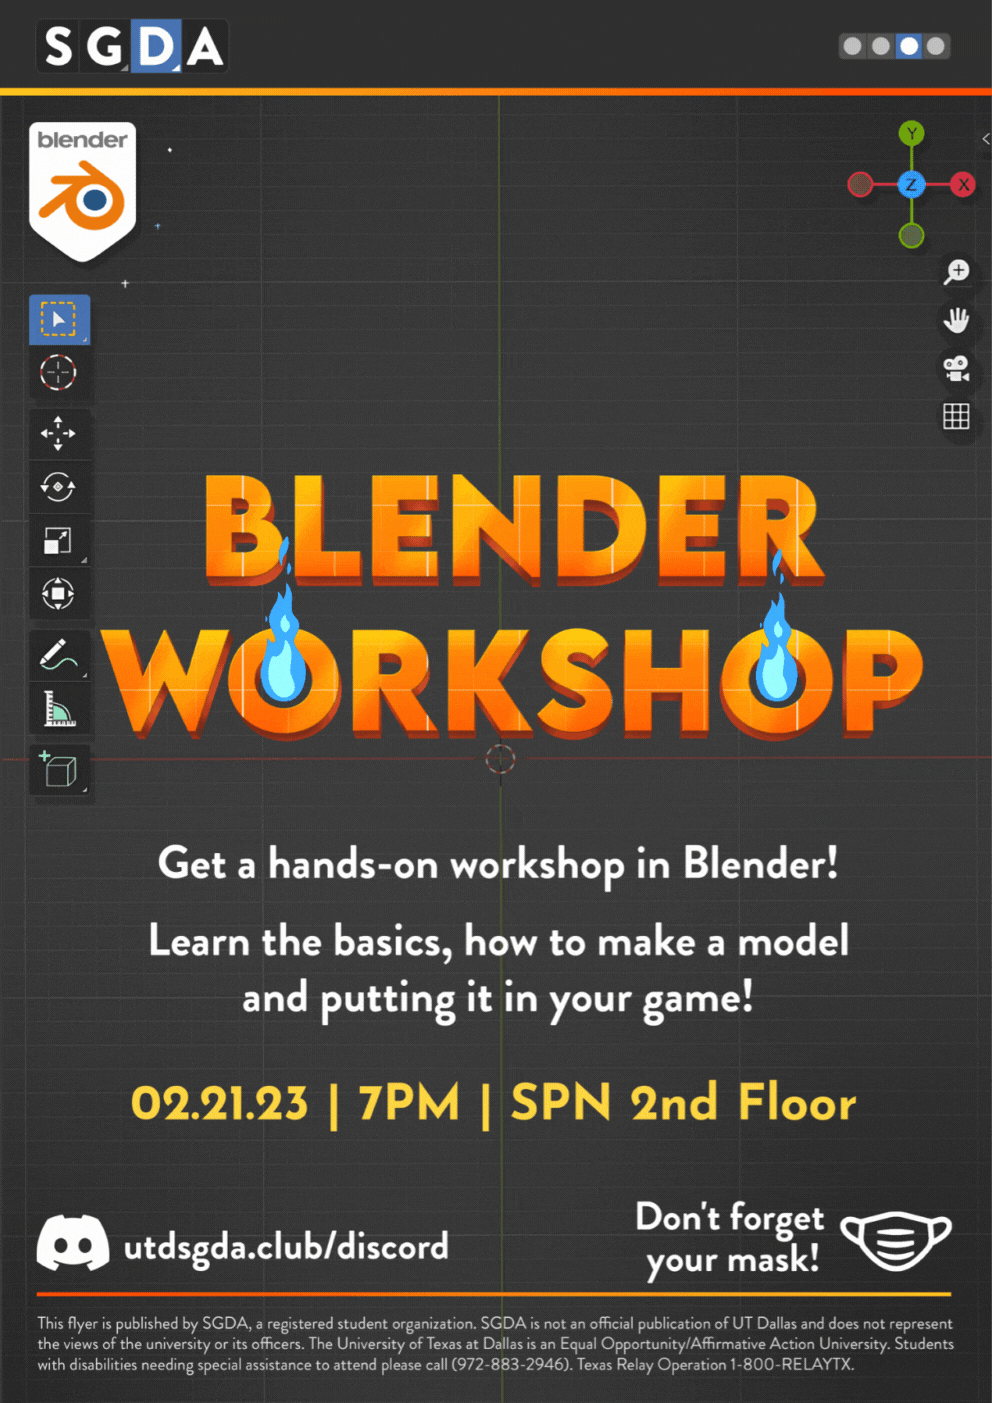 SGDA
blender
Y
Z
X
BLENDER
WORKSHOP
Get a hands-on workshop in Blender!
Learn the basics, how to make a model
and putting it in your game!
02.21.23 | 7PM | SPN 2nd Floor
utdsgda.club/discord
Don't forget
your mask!
This flyer is published by SGDA, a registered student organization. SGDA is not an official publication of UT Dallas and does not represent
the views of the university or its officers. The University of Texas at Dallas is an Equal Opportunity/Affirmative Action University. Students
with disabilities needing special assistance to attend please call (972-883-2946). Texas Relay Operation 1-800-RELAYTX.